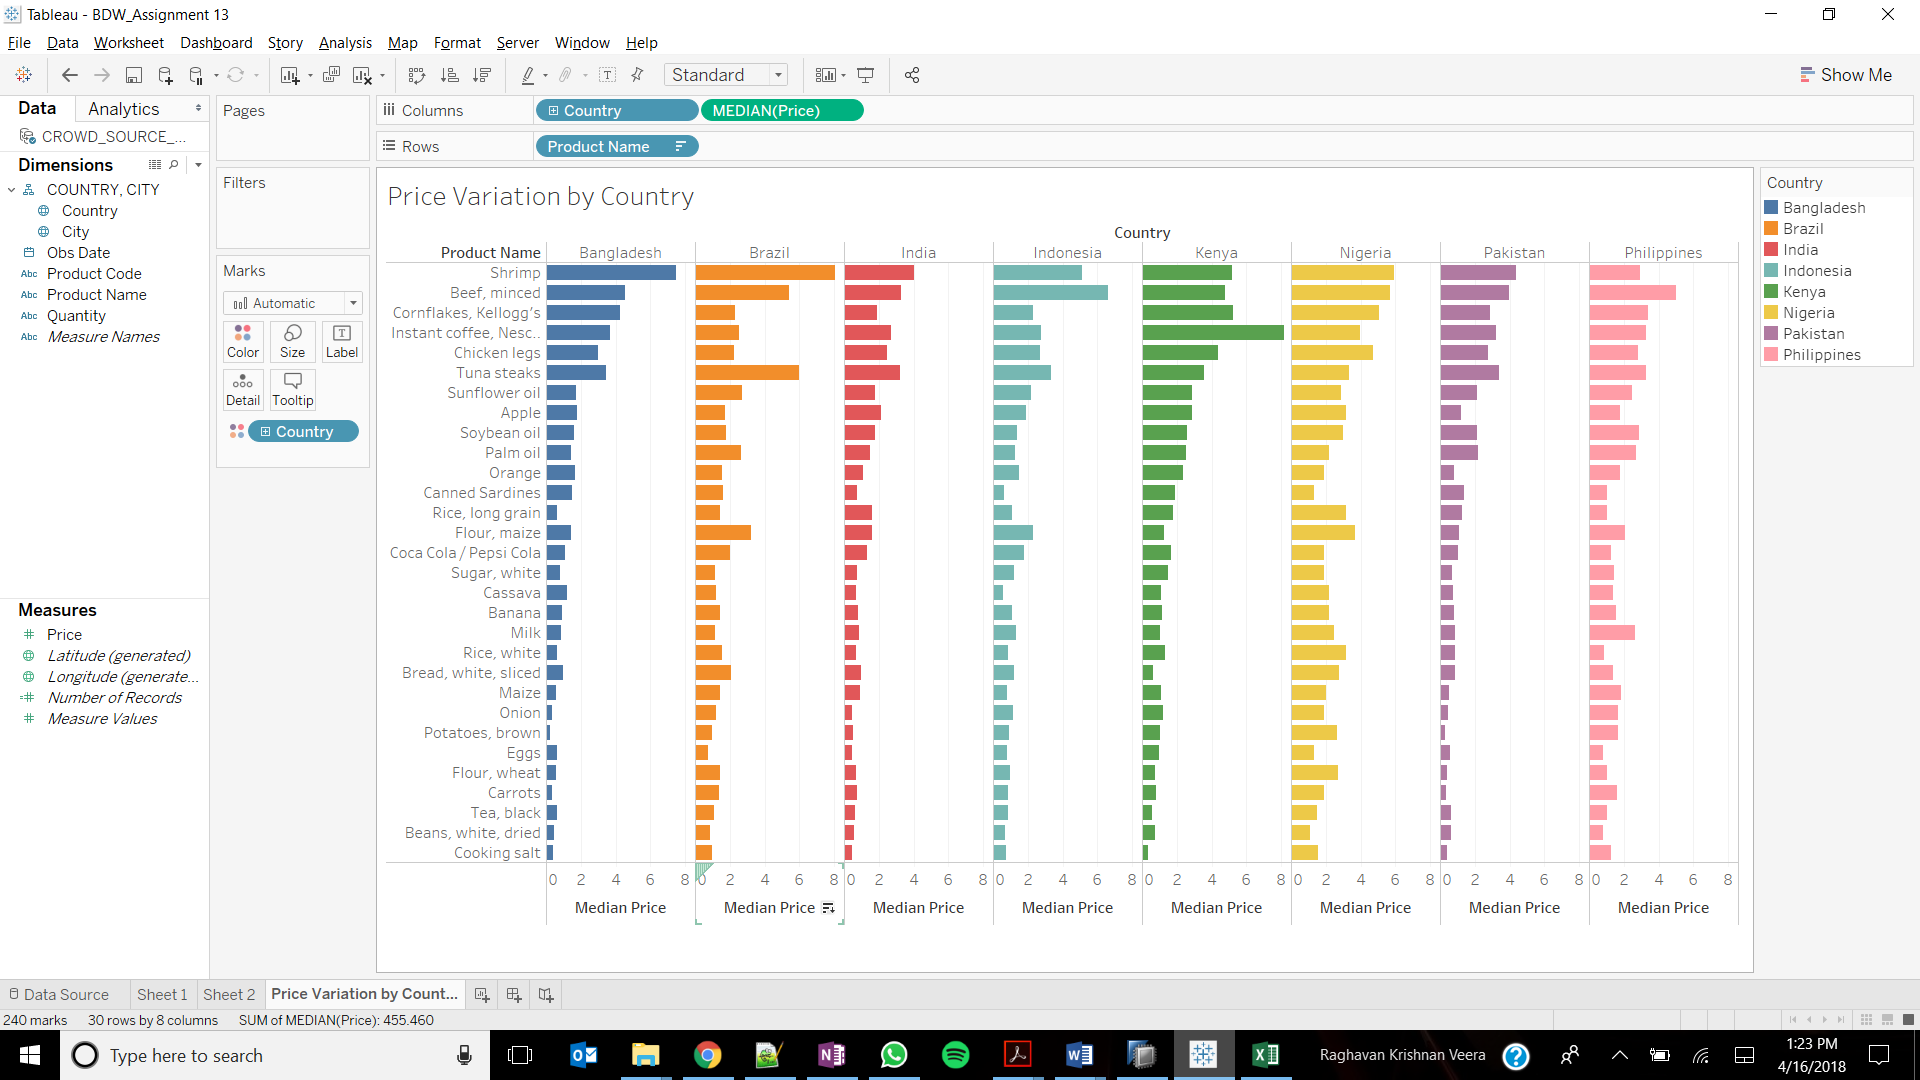 Tableau - BDW_Assignment 13
File Data Worksheet Dashboard Story Analysis Map Format Server Window Help
Standard
Show Me
Data Analytics
CROWD_SOURCE_...
Dimensions
COUNTRY, CITY
Country
City
Obs Date
Abc Product Code
Abc Product Name
Abc Quantity
Abc Measure Names
Measures
Price
Latitude (generated)
Longitude (generate...
Number of Records
Measure Values
Pages
Filters
Marks
Automatic
Color Size Label
Detail Tooltip
Country
Columns Country MEDIAN(Price)
Rows Product Name
Price Variation by Country
Country
Product Name Bangladesh Brazil India Indonesia Kenya Nigeria Pakistan Philippines
Shrimp
Beef, minced
Cornflakes, Kellogg's
Instant coffee, Nesc..
Chicken legs
Tuna steaks
Sunflower oil
Apple
Soybean oil
Palm oil
Orange
Canned Sardines
Rice, long grain
Flour, maize
Coca Cola / Pepsi Cola
Sugar, white
Cassava
Banana
Milk
Rice, white
Bread, white, sliced
Maize
Onion
Potatoes, brown
Eggs
Flour, wheat
Carrots
Tea, black
Beans, white, dried
Cooking salt
0 2 4 6 8 0 2 4 6 8 0 2 4 6 8 0 2 4 6 8 0 2 4 6 8 0 2 4 6 8 0 2 4 6 8 0 2 4 6 8
Median Price Median Price Median Price Median Price Median Price Median Price Median Price Median Price
Country
Bangladesh
Brazil
India
Indonesia
Kenya
Nigeria
Pakistan
Philippines
Data Source Sheet 1 Sheet 2 Price Variation by Count...
240 marks 30 rows by 8 columns SUM of MEDIAN(Price): 455.460
Type here to search
Raghavan Krishnan Veera
1:23 PM
4/16/2018